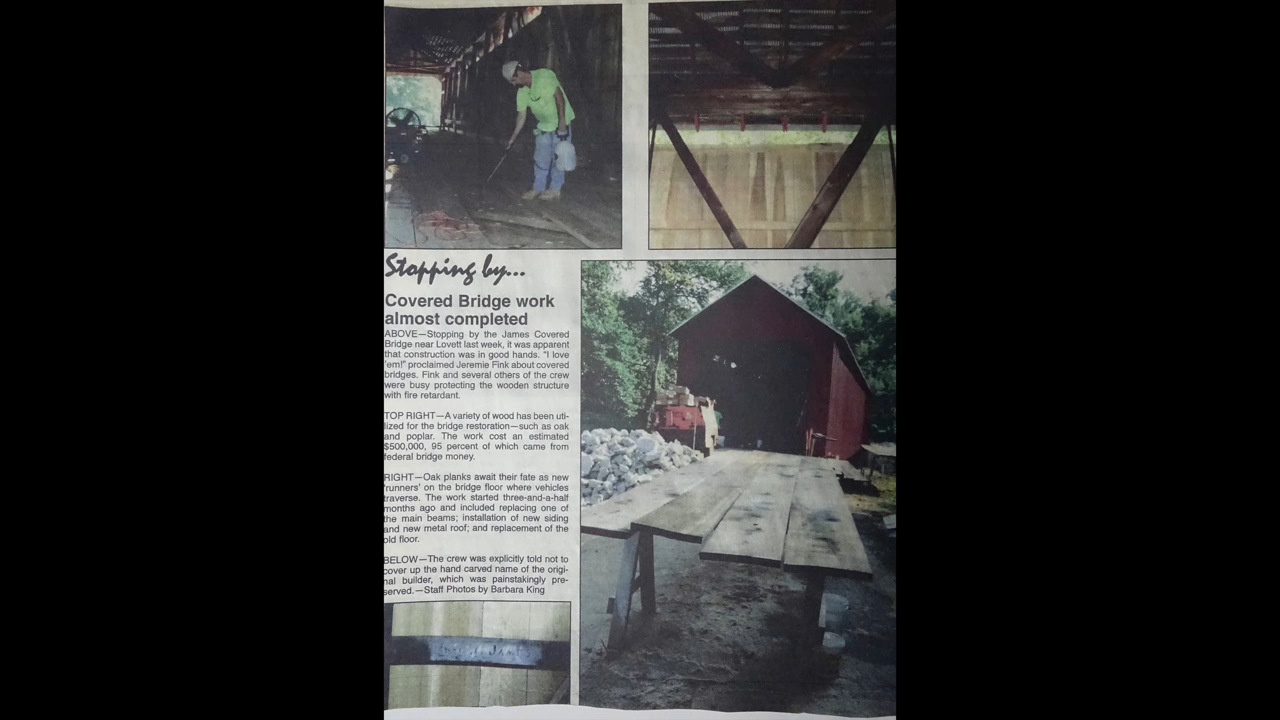 Stopping by...
Covered Bridge work
almost completed
ABOVE—Stopping by the James Covered
Bridge near Lovett last week, it was apparent
that construction was in good hands. "I love
'em!" proclaimed Jeremie Fink about covered
bridges. Fink and several others of the crew
were busy protecting the wooden structure
with fire retardant.
TOP RIGHT—A variety of wood has been uti-
lized for the bridge restoration—such as oak
and poplar. The work cost an estimated
$500,000, 95 percent of which came from
federal bridge money.
RIGHT—Oak planks await their fate as new
'runners' on the bridge floor where vehicles
traverse. The work started three-and-a-half
months ago and included replacing one of
the main beams; installation of new siding
and new metal roof; and replacement of the
old floor.
BELOW—The crew was explicitly told not to
cover up the hand carved name of the origi-
nal builder, which was painstakingly pre-
served.—Staff Photos by Barbara King